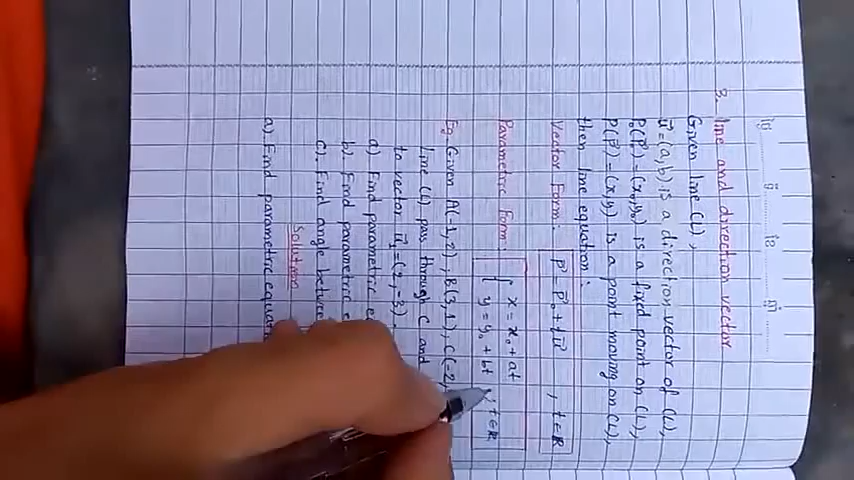 3. line and direction vector
Given line (L),
u⃗ = (a, b) is a direction vector of (L),
P₀(P⃗₀) = (x₀, y₀) is a fixed point on (L),
P(P⃗) = (x, y) is a point moving on (L),
then line equation:
Vector Form: P⃗ = P⃗₀ + tu⃗ , t ∈ ℝ
Parametric Form: { x = x₀ + at
y = y₀ + bt , t ∈ ℝ
Eg. Given A(-1, 2), B(3, 1), C(-2,
line (L) pass through C and
to vector u⃗₁ = (2, -3).
a) Find parametric
b). Find parametric
c). Find angle between
Solution
a). Find parametric